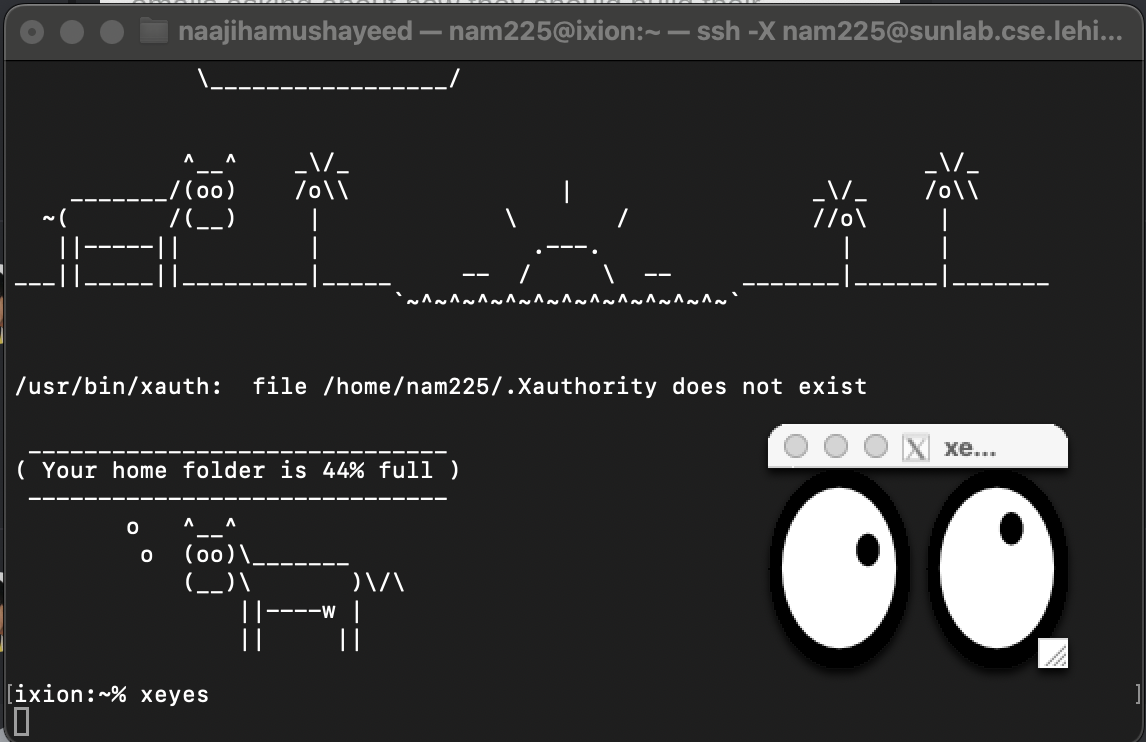 naajihamushayeed — nam225@ixion:~ — ssh -X nam225@sunlab.cse.lehi...
            \_________________/
            ^__^    _\/_                                         _\/_
    _______/(oo)    /o\\               |                 _\/_    /o\\
  ~(       /(__)     |             \       /             //o\     |
   ||-----||         |               .---.                 |      |
___||_____||_________|_____     --  /     \  --     _______|______|_______
                           `~^~^~^~^~^~^~^~^~^~^~^~`
/usr/bin/xauth:  file /home/nam225/.Xauthority does not exist
 ______________________________
( Your home folder is 44% full )
 ------------------------------
        o   ^__^
         o  (oo)\_______
            (__)\       )\/\
                ||----w |
                ||     ||
xe...
[ixion:~% xeyes ]